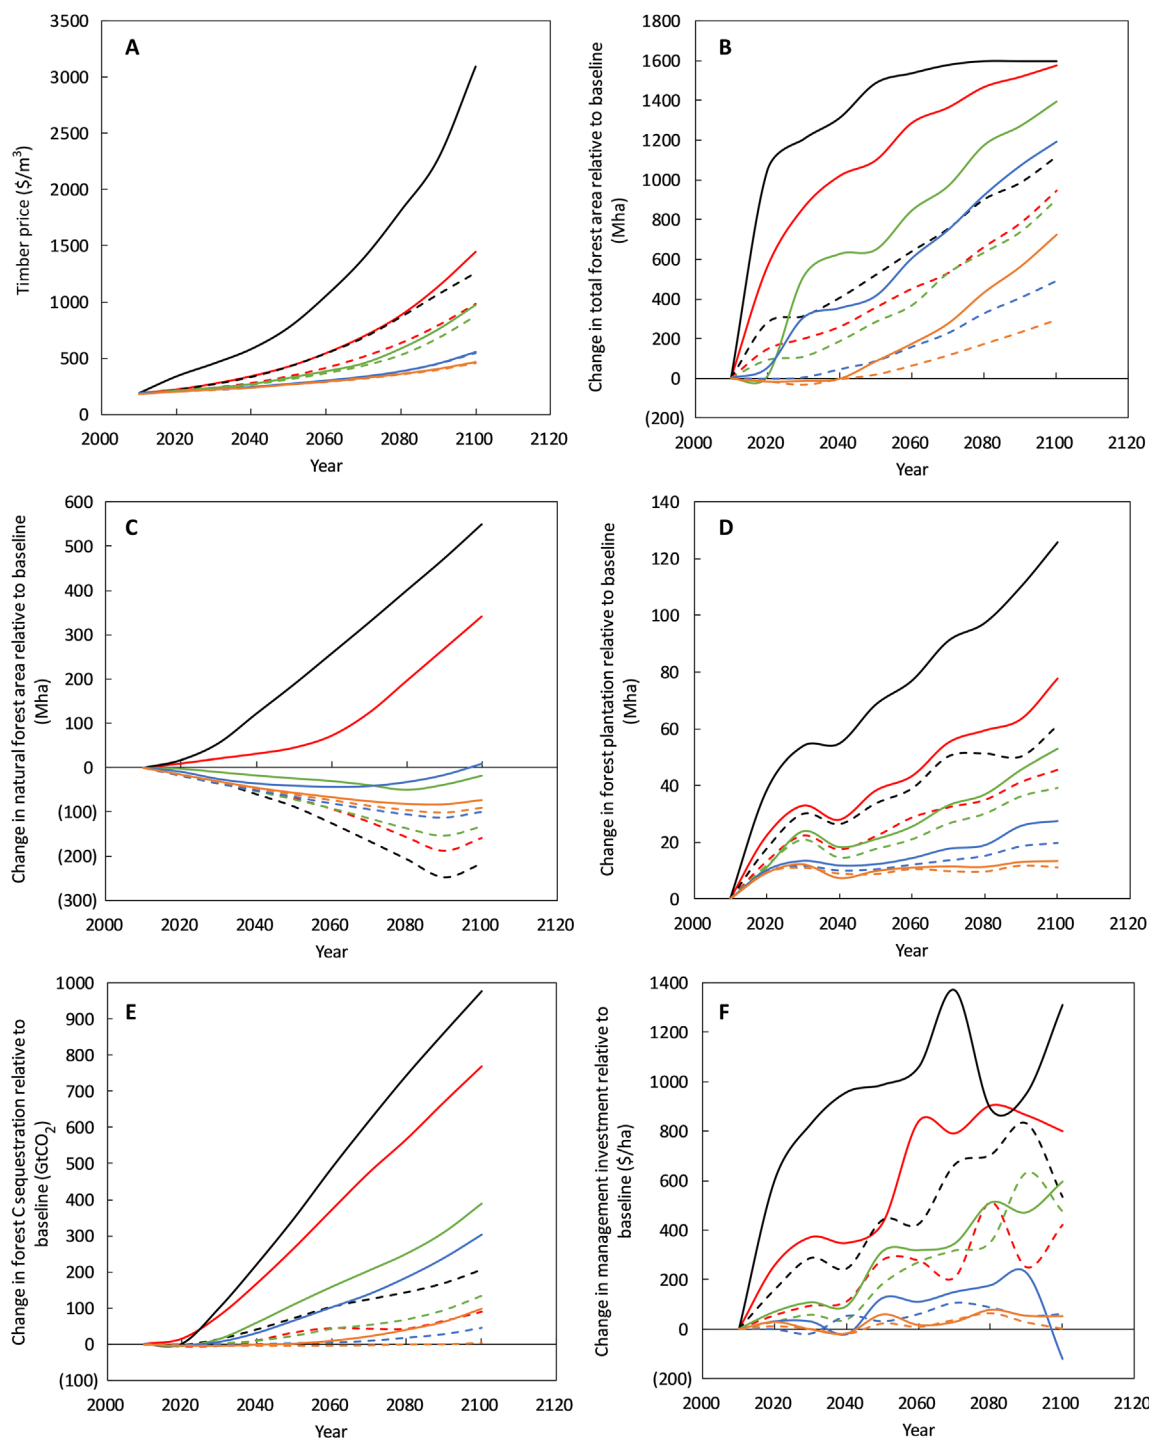 A
Timber price ($/m³)
3500
3000
2500
2000
1500
1000
500
0
2000 2020 2040 2060 2080 2100 2120
Year
B
Change in total forest area relative to baseline
(Mha)
1800
1600
1400
1200
1000
800
600
400
200
0
(200)
2000 2020 2040 2060 2080 2100 2120
Year
C
Change in natural forest area relative to baseline
(Mha)
600
500
400
300
200
100
0
(100)
(200)
(300)
2000 2020 2040 2060 2080 2100 2120
Year
D
Change in forest plantation relative to baseline
(Mha)
140
120
100
80
60
40
20
0
2000 2020 2040 2060 2080 2100 2120
Year
E
Change in forest C sequestration relative to
baseline (GtCO₂)
1000
900
800
700
600
500
400
300
200
100
0
(100)
2000 2020 2040 2060 2080 2100 2120
Year
F
Change in management investment relative to
baseline ($/ha)
1400
1200
1000
800
600
400
200
0
(200)
2000 2020 2040 2060 2080 2100 2120
Year